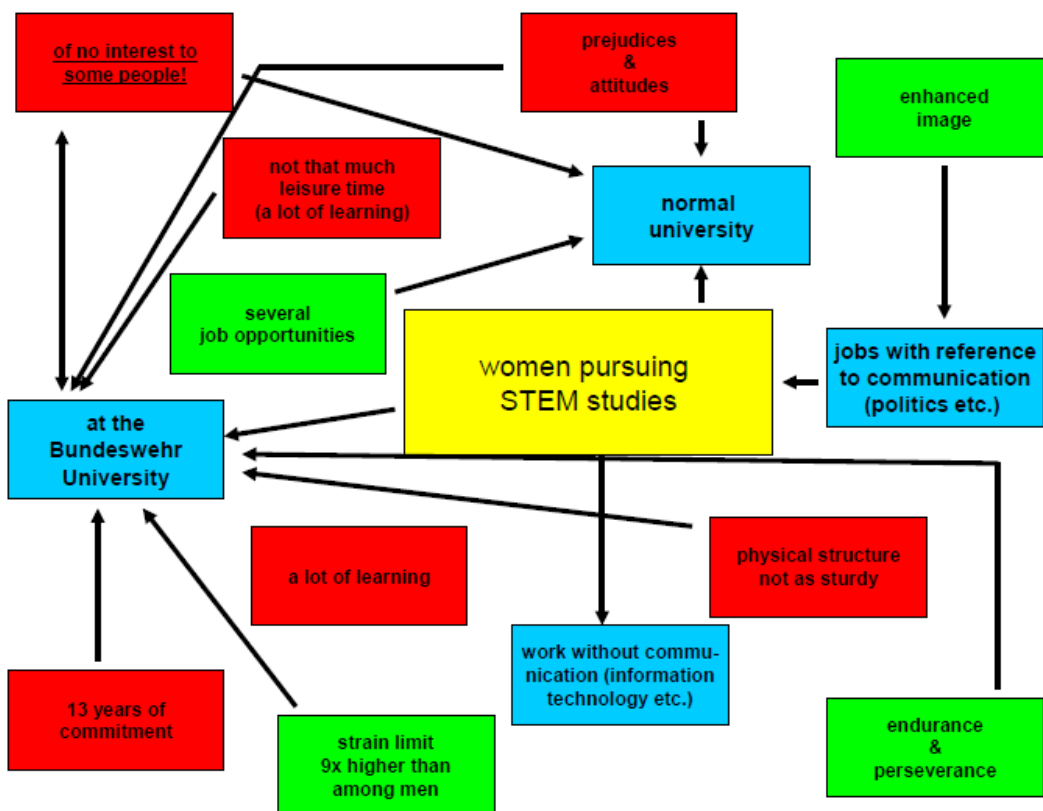 of no interest to
some people!
prejudices
&
attitudes
enhanced
image
not that much
leisure time
(a lot of learning)
normal
university
several
job opportunities
women pursuing
STEM studies
jobs with reference
to communication
(politics etc.)
at the
Bundeswehr
University
a lot of learning
physical structure
not as sturdy
work without commu-
nication (information
technology etc.)
13 years of
commitment
strain limit
9x higher than
among men
endurance
&
perseverance